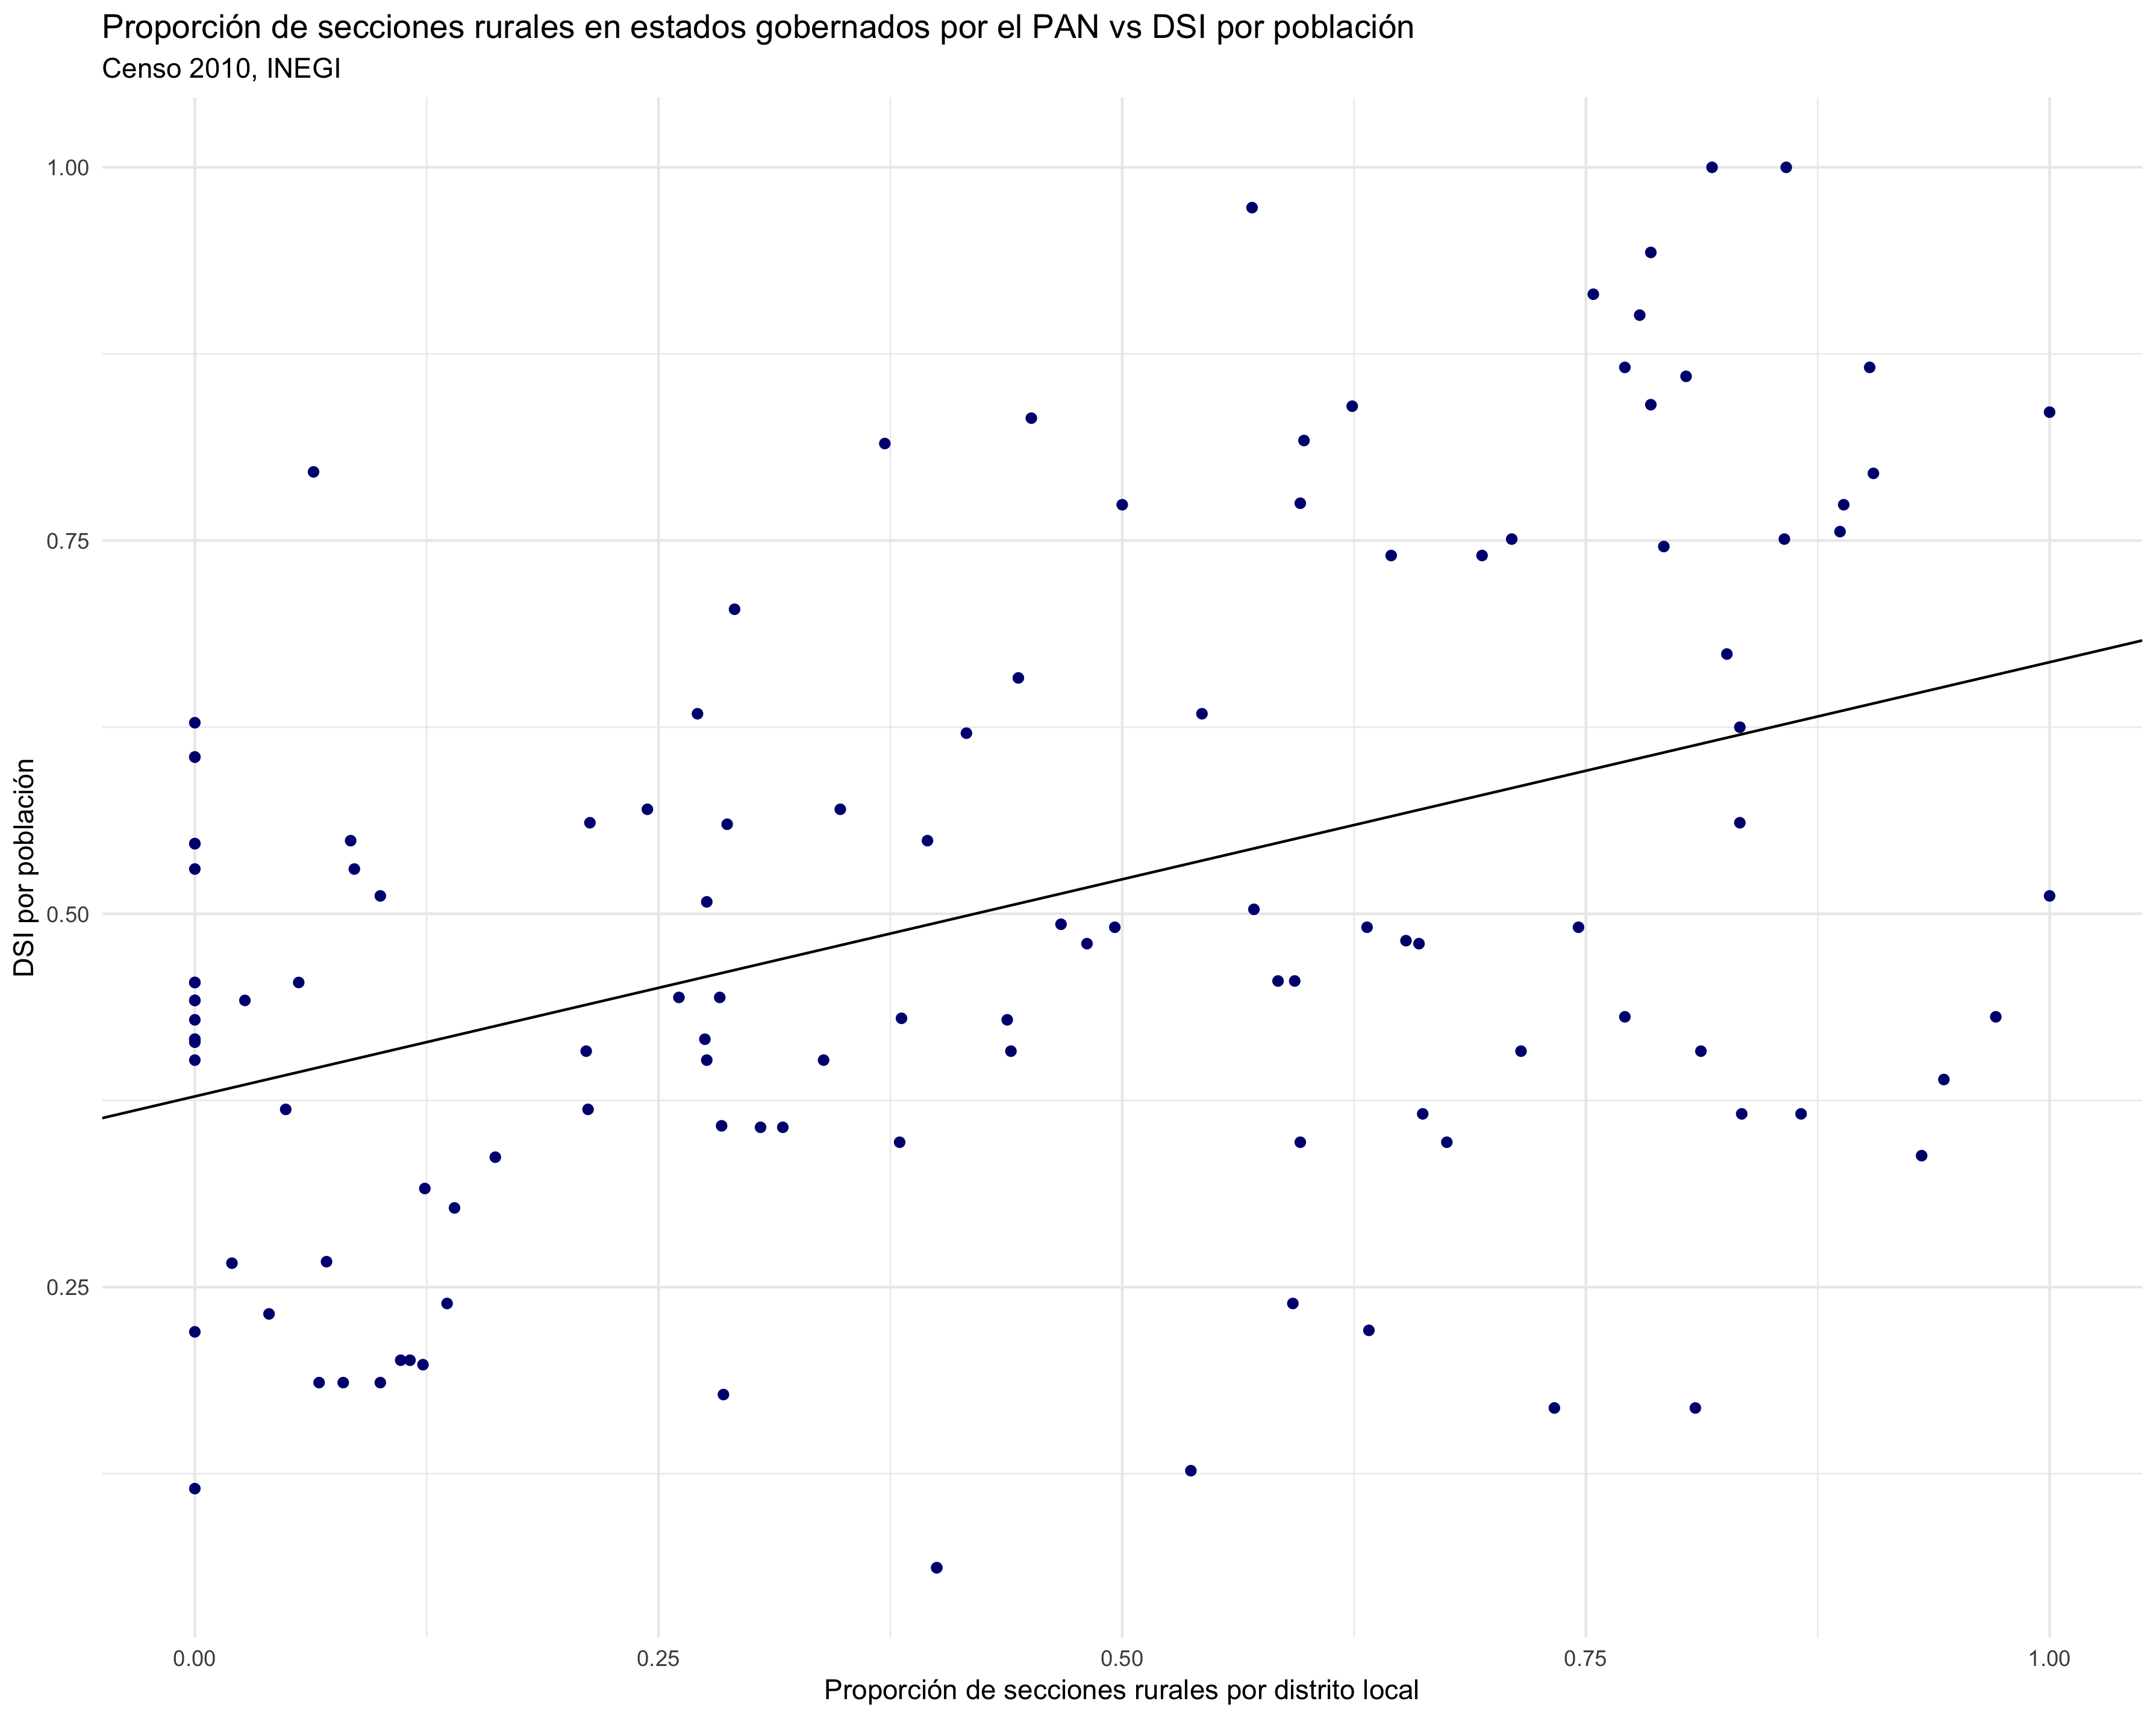 Proporción de secciones rurales en estados gobernados por el PAN vs DSI por población
Censo 2010, INEGI
1.00
0.75
0.50
0.25
DSI por población
0.00
0.25
0.50
0.75
1.00
Proporción de secciones rurales por distrito local